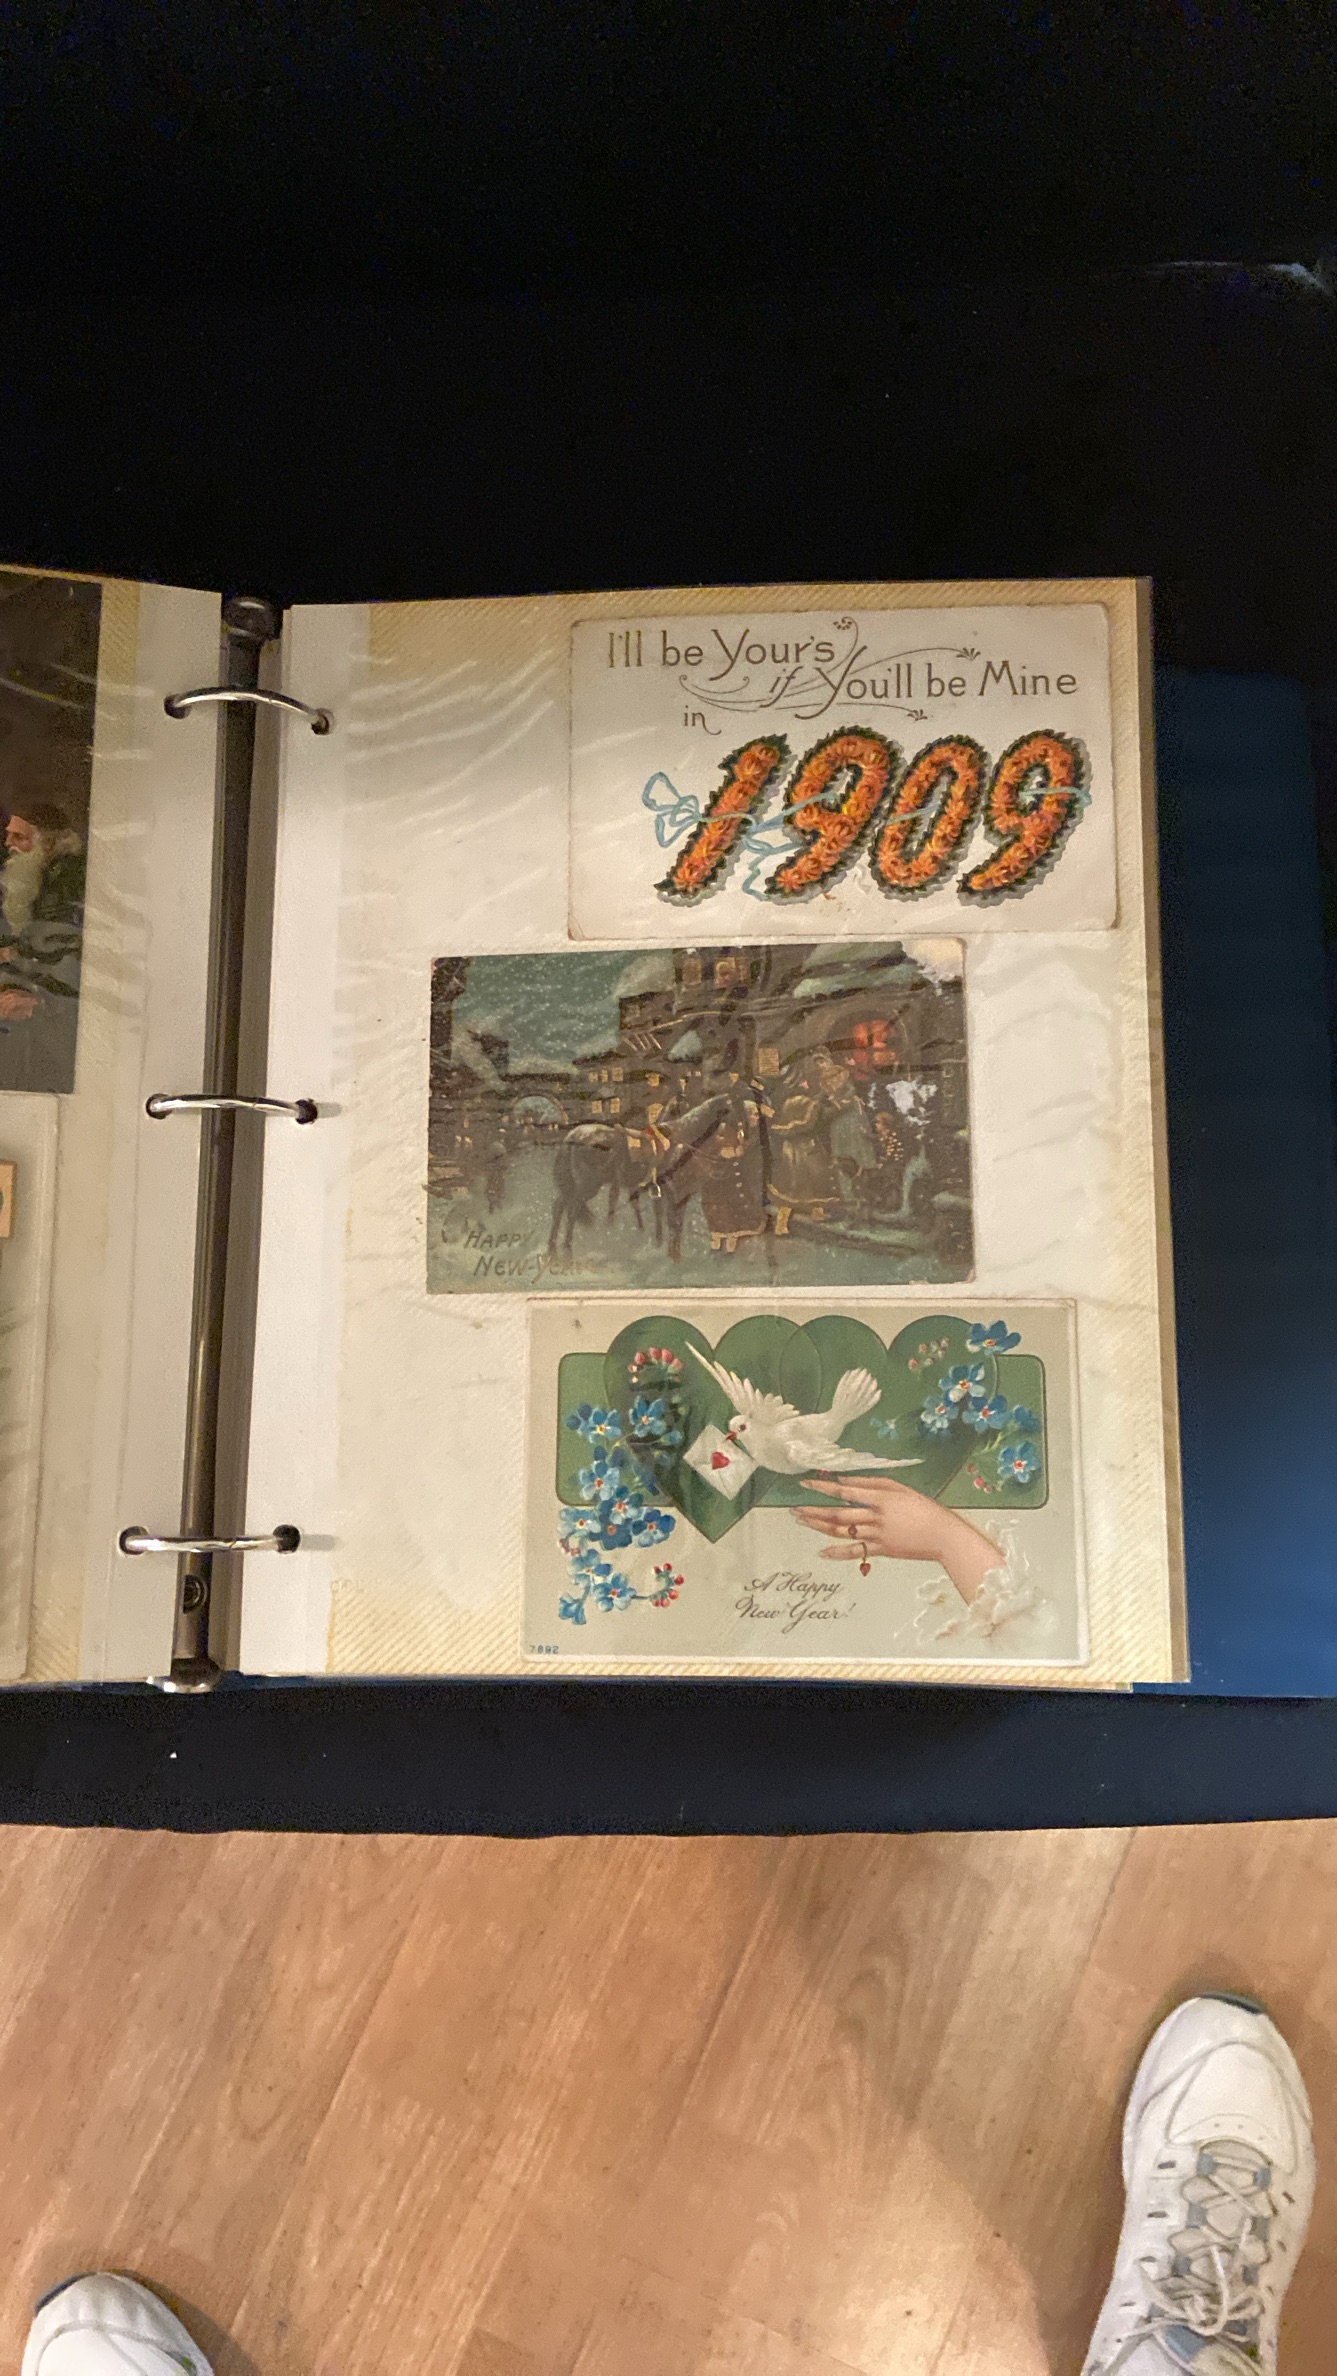 I'll be Your's
if You'll be Mine
in
1909
HAPPY
NEW-YEAR
A Happy
New Year!
7892